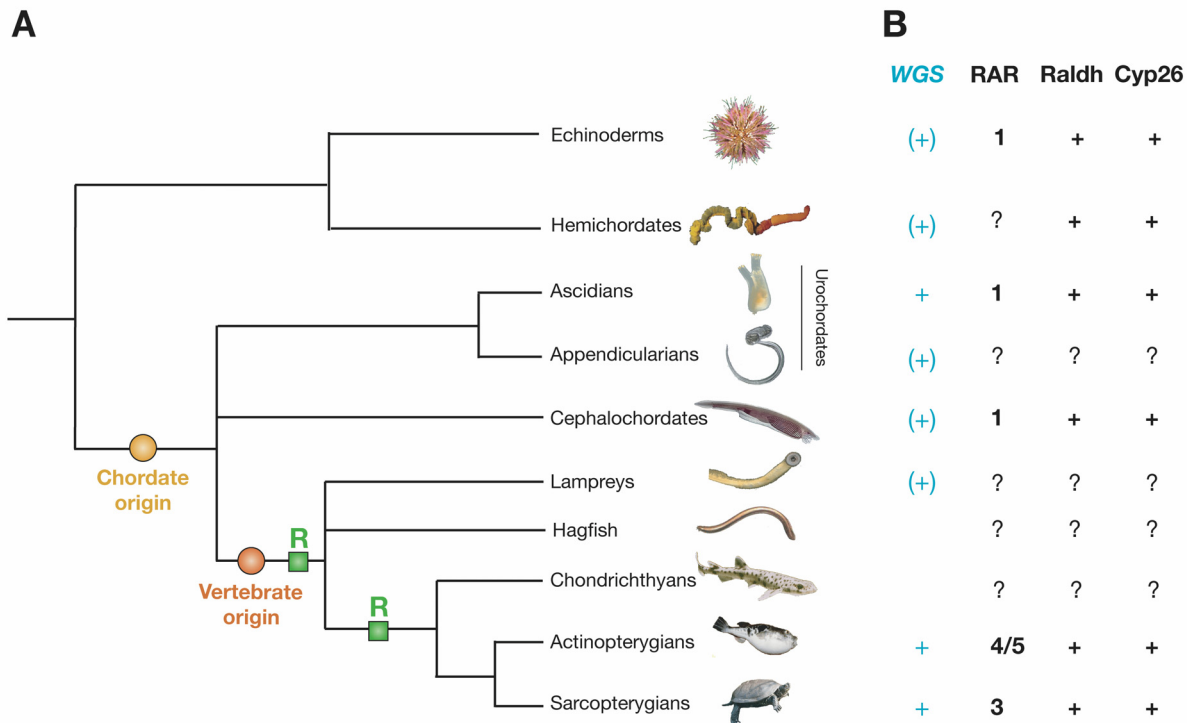 A
B
WGS RAR Raldh Cyp26
Echinoderms (+) 1 + +
Hemichordates (+) ? + +
Ascidians + 1 + +
Urochordates
Appendicularians (+) ? ? ?
Cephalochordates (+) 1 + +
Chordate
origin
Lampreys (+) ? ? ?
Hagfish ? ? ?
R
Vertebrate
origin
Chondrichthyans ? ? ?
R
Actinopterygians + 4/5 + +
Sarcopterygians + 3 + +